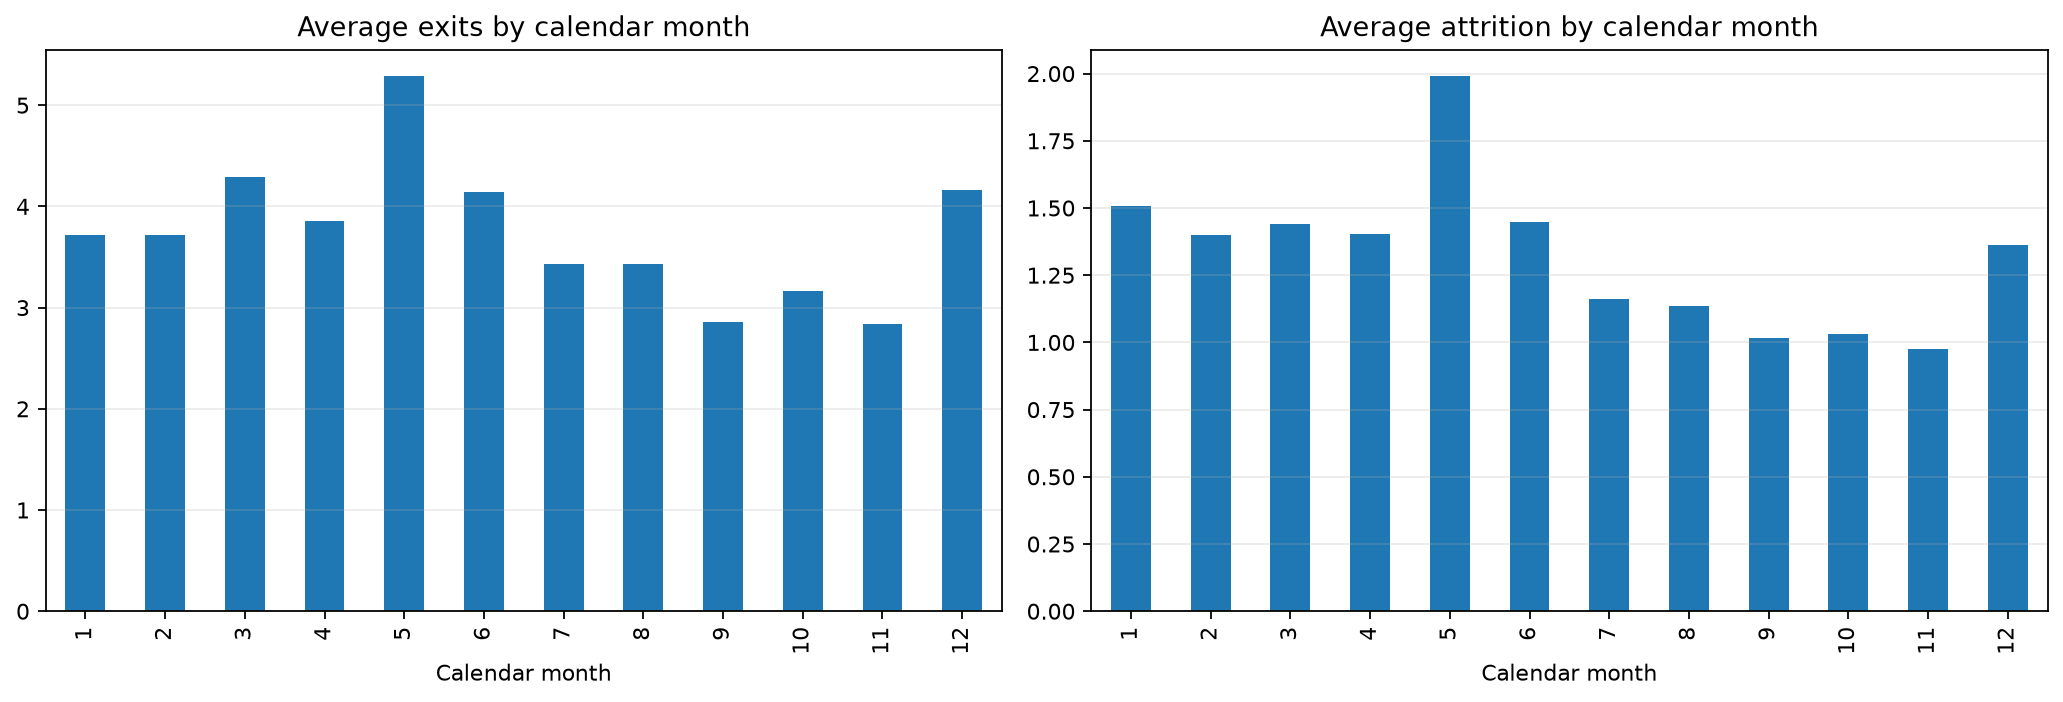 Average exits by calendar month
5
4
3
2
1
0
1 2 3 4 5 6 7 8 9 10 11 12
Calendar month
Average attrition by calendar month
2.00
1.75
1.50
1.25
1.00
0.75
0.50
0.25
0.00
1 2 3 4 5 6 7 8 9 10 11 12
Calendar month